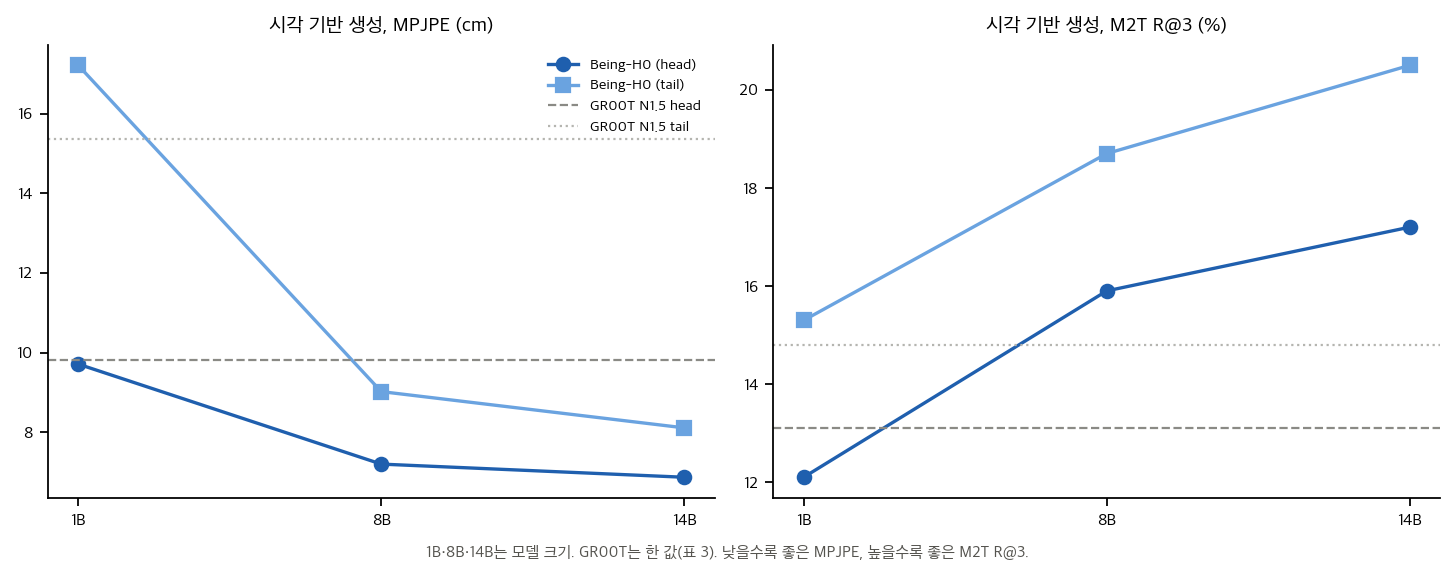 시각 기반 생성, MPJPE (cm)
16
14
12
10
8
1B
8B
14B
Being-H0 (head)
Being-H0 (tail)
GR00T N1.5 head
GR00T N1.5 tail
시각 기반 생성, M2T R@3 (%)
20
18
16
14
12
1B
8B
14B
1B·8B·14B는 모델 크기. GR00T는 한 값(표 3). 낮을수록 좋은 MPJPE, 높을수록 좋은 M2T R@3.